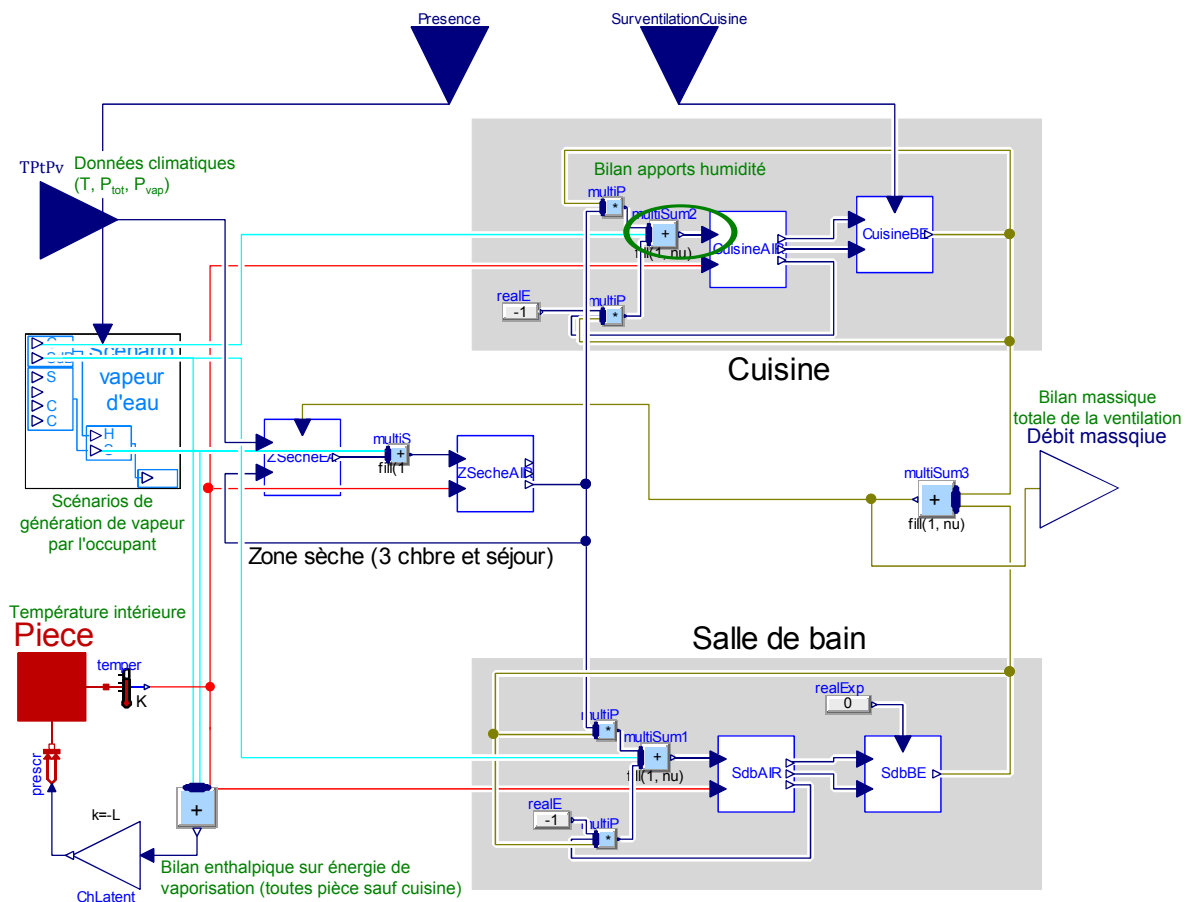 Presence
SurventilationCuisine
TPtPv
Données climatiques
(T, Ptot, Pvap)
Bilan apports humidité
multiP
*
multiSum2
+
fill(1, nu)
CuisineAIR
CuisineBE
realE
-1
multiP
*
Cuisine
Scénario
vapeur
d'eau
S
C
C
H
Scénarios de
génération de vapeur
par l'occupant
ZSecheEA
multiS
+
fill(1
ZSecheAIR
Zone sèche (3 chbre et séjour)
Bilan massique
totale de la ventilation
Débit massqiue
multiSum3
+
fill(1, nu)
Température intérieure
Piece
temper
K
prescr
+
k=-L
ChLatent
Bilan enthalpique sur énergie de
vaporisation (toutes pièce sauf cuisine)
Salle de bain
realExp
0
multiP
*
multiSum1
+
fill(1, nu)
SdbAIR
SdbBE
realE
-1
multiP
*